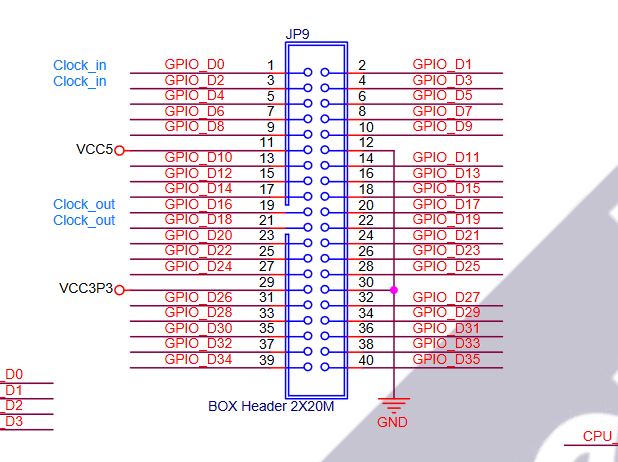 JP9
Clock_in GPIO_D0 1 2 GPIO_D1
Clock_in GPIO_D2 3 4 GPIO_D3
GPIO_D4 5 6 GPIO_D5
GPIO_D6 7 8 GPIO_D7
GPIO_D8 9 10 GPIO_D9
VCC5 11 12
GPIO_D10 13 14 GPIO_D11
GPIO_D12 15 16 GPIO_D13
GPIO_D14 17 18 GPIO_D15
Clock_out GPIO_D16 19 20 GPIO_D17
Clock_out GPIO_D18 21 22 GPIO_D19
GPIO_D20 23 24 GPIO_D21
GPIO_D22 25 26 GPIO_D23
GPIO_D24 27 28 GPIO_D25
VCC3P3 29 30
GPIO_D26 31 32 GPIO_D27
GPIO_D28 33 34 GPIO_D29
GPIO_D30 35 36 GPIO_D31
GPIO_D32 37 38 GPIO_D33
GPIO_D34 39 40 GPIO_D35
BOX Header 2X20M
GND
_D0
_D1
_D2
_D3
CPU_